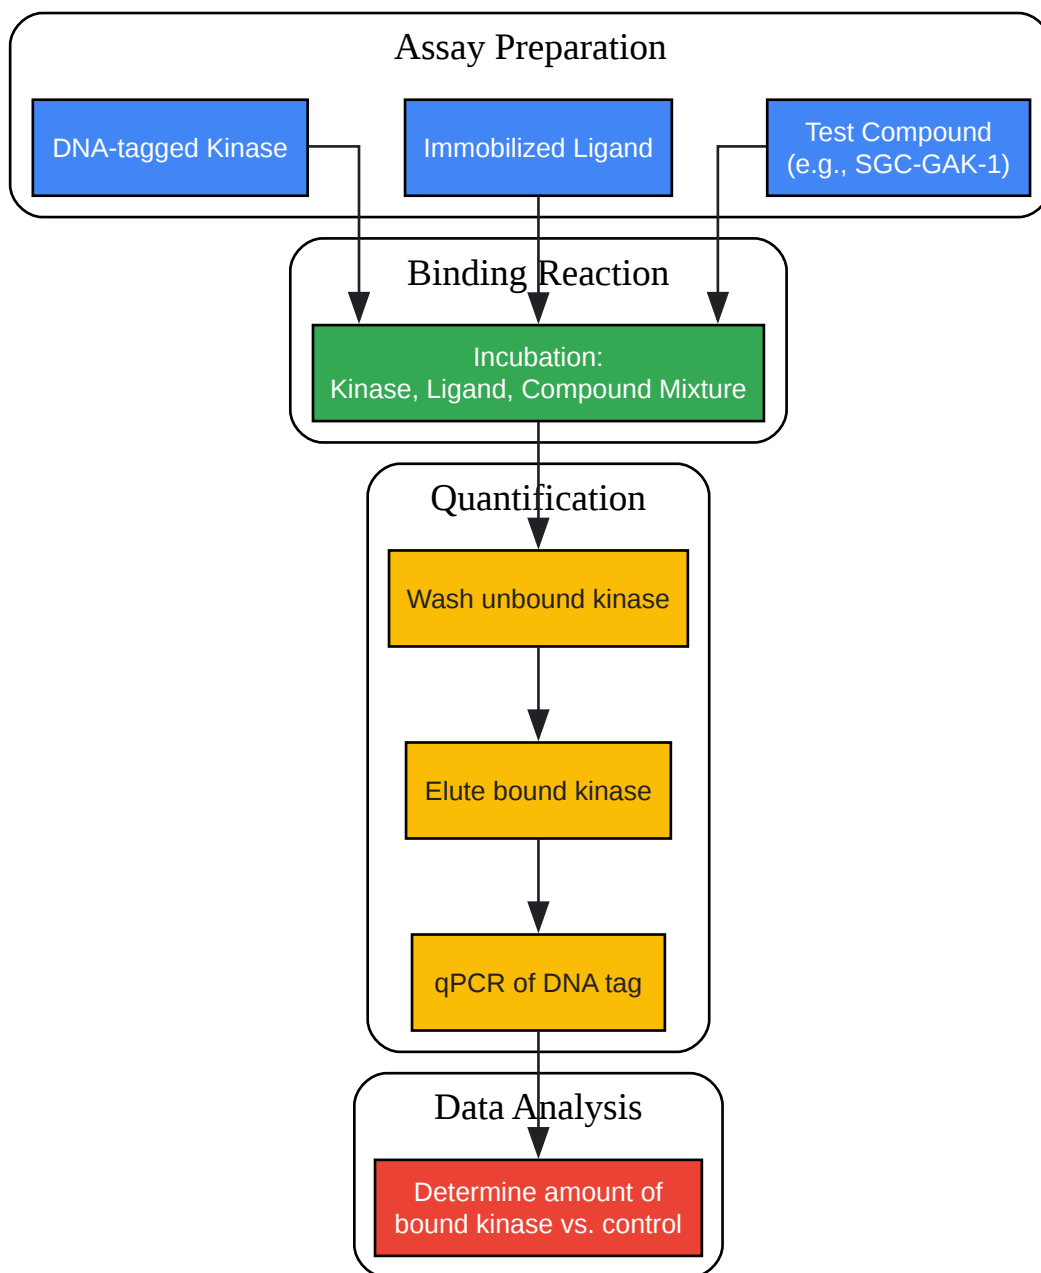 Assay Preparation
DNA-tagged Kinase
Immobilized Ligand
Test Compound
(e.g., SGC-GAK-1)
Binding Reaction
Incubation:
Kinase, Ligand, Compound Mixture
Quantification
Wash unbound kinase
Elute bound kinase
qPCR of DNA tag
Data Analysis
Determine amount of
bound kinase vs. control